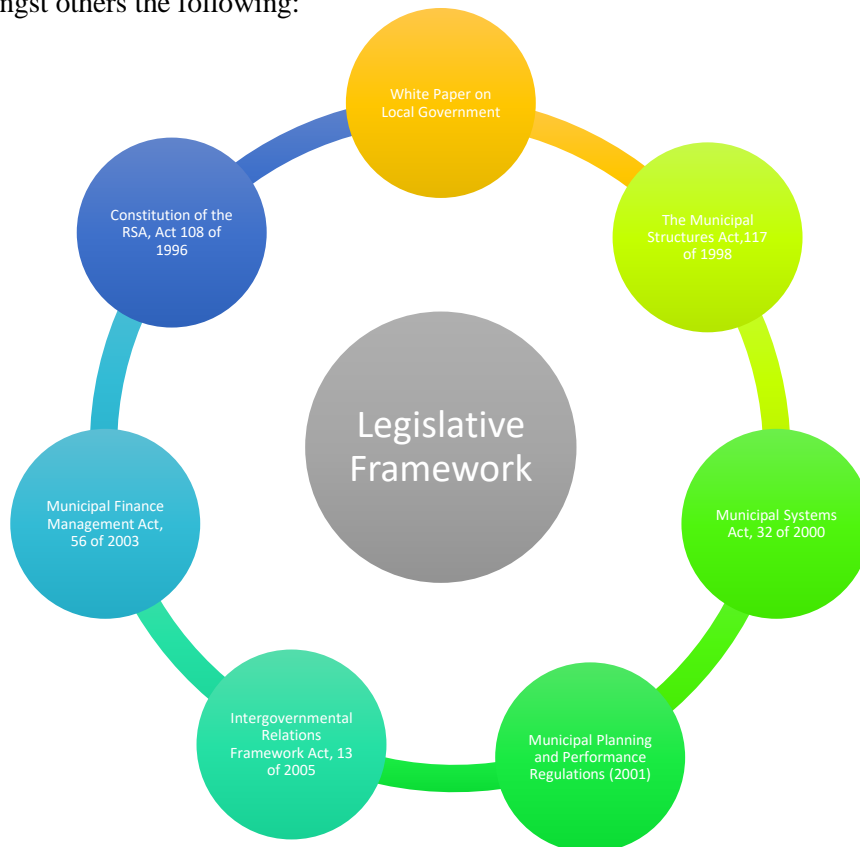 ngst others the following:
White Paper on
Local Government
The Municipal
Structures Act,117
of 1998
Municipal Systems
Act, 32 of 2000
Municipal Planning
and Performance
Regulations (2001)
Intergovernmental
Relations
Framework Act, 13
of 2005
Municipal Finance
Management Act,
56 of 2003
Constitution of the
RSA, Act 108 of
1996
Legislative
Framework